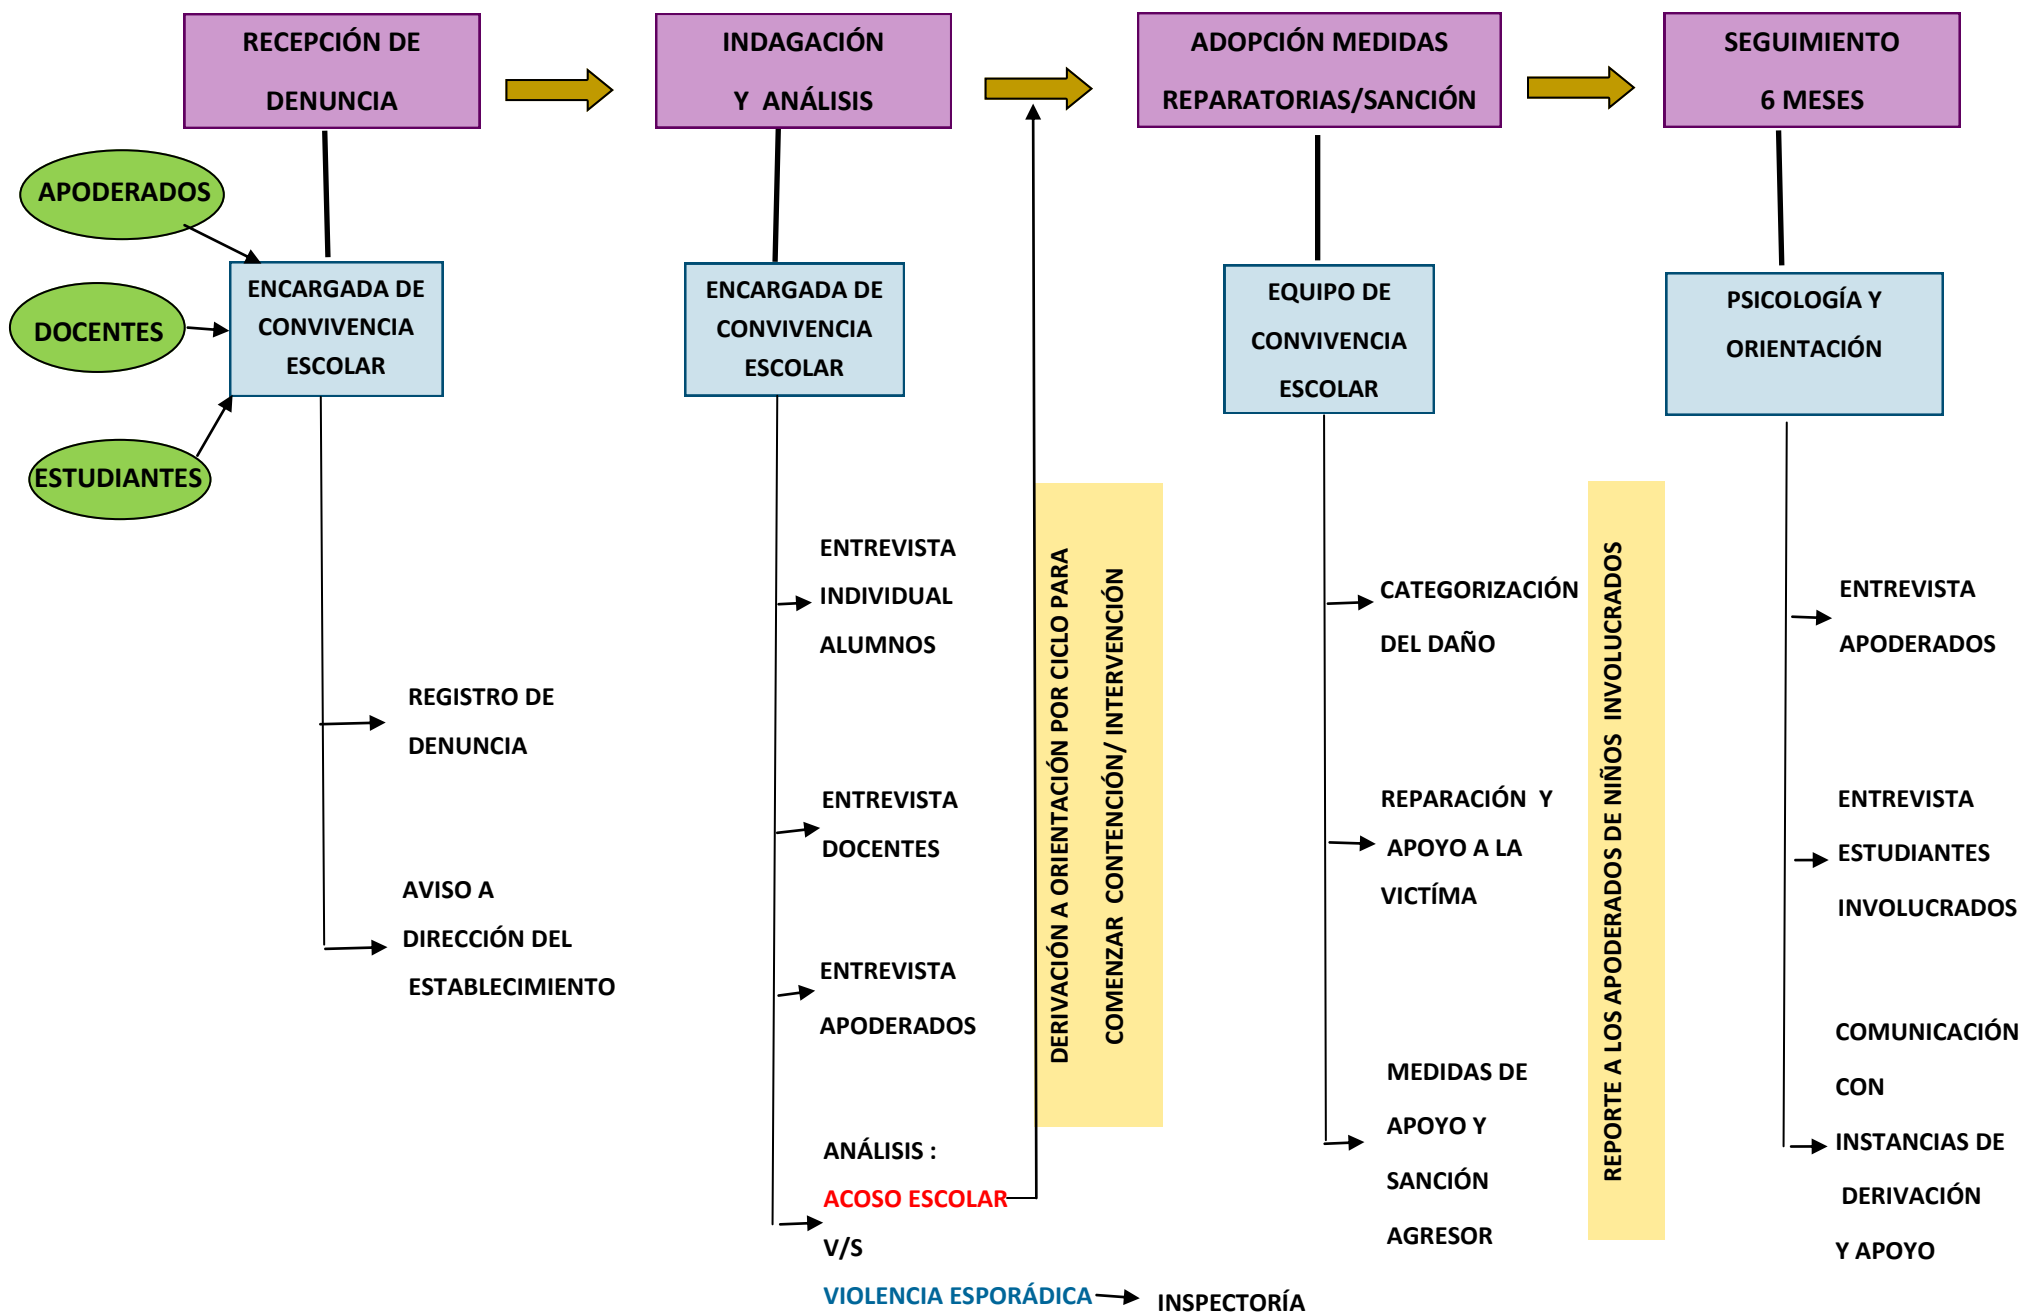 RECEPCIÓN DE
DENUNCIA
INDAGACIÓN
Y ANÁLISIS
ADOPCIÓN MEDIDAS
REPARATORIAS/SANCIÓN
SEGUIMIENTO
6 MESES
APODERADOS
DOCENTES
ESTUDIANTES
ENCARGADA DE
CONVIVENCIA
ESCOLAR
REGISTRO DE
DENUNCIA
AVISO A
DIRECCIÓN DEL
ESTABLECIMIENTO
ENCARGADA DE
CONVIVENCIA
ESCOLAR
ENTREVISTA
INDIVIDUAL
ALUMNOS
ENTREVISTA
DOCENTES
ENTREVISTA
APODERADOS
ANÁLISIS :
ACOSO ESCOLAR
V/S
VIOLENCIA ESPORÁDICA
INSPECTORÍA
DERIVACIÓN A ORIENTACIÓN POR CICLO PARA
COMENZAR CONTENCIÓN/ INTERVENCIÓN
EQUIPO DE
CONVIVENCIA
ESCOLAR
CATEGORIZACIÓN
DEL DAÑO
REPARACIÓN Y
APOYO A LA
VICTÍMA
MEDIDAS DE
APOYO Y
SANCIÓN
AGRESOR
REPORTE A LOS APODERADOS DE NIÑOS INVOLUCRADOS
PSICOLOGÍA Y
ORIENTACIÓN
ENTREVISTA
APODERADOS
ENTREVISTA
ESTUDIANTES
INVOLUCRADOS
COMUNICACIÓN
CON
INSTANCIAS DE
DERIVACIÓN
Y APOYO